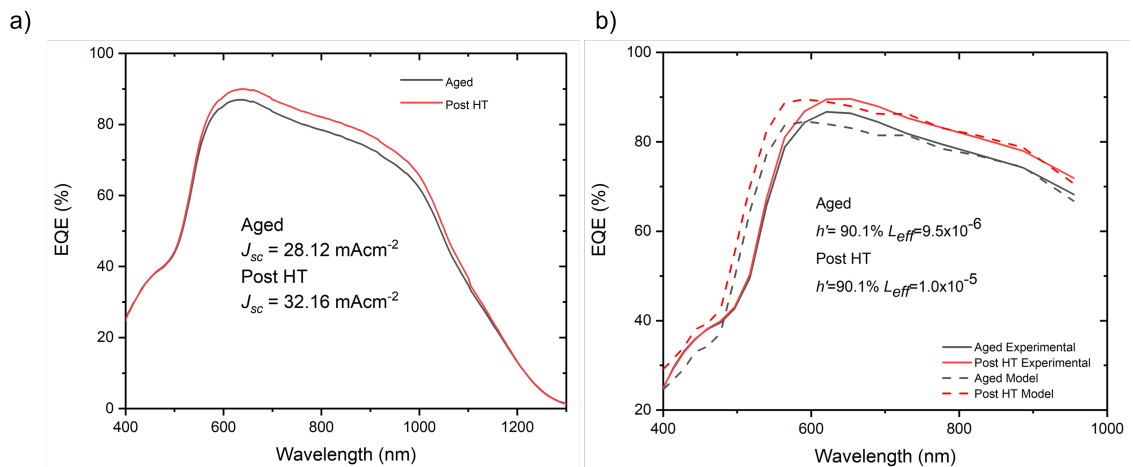 a)
100
80
60
40
20
0
EQE (%)
400
600
800
1000
1200
Wavelength (nm)
Aged
Post HT
Aged
J_sc = 28.12 mAcm⁻²
Post HT
J_sc = 32.16 mAcm⁻²
b)
100
80
60
40
20
EQE (%)
400
600
800
1000
Wavelength (nm)
Aged
h'= 90.1% L_eff=9.5x10⁻⁶
Post HT
h'=90.1% L_eff=1.0x10⁻⁵
Aged Experimental
Post HT Experimental
Aged Model
Post HT Model